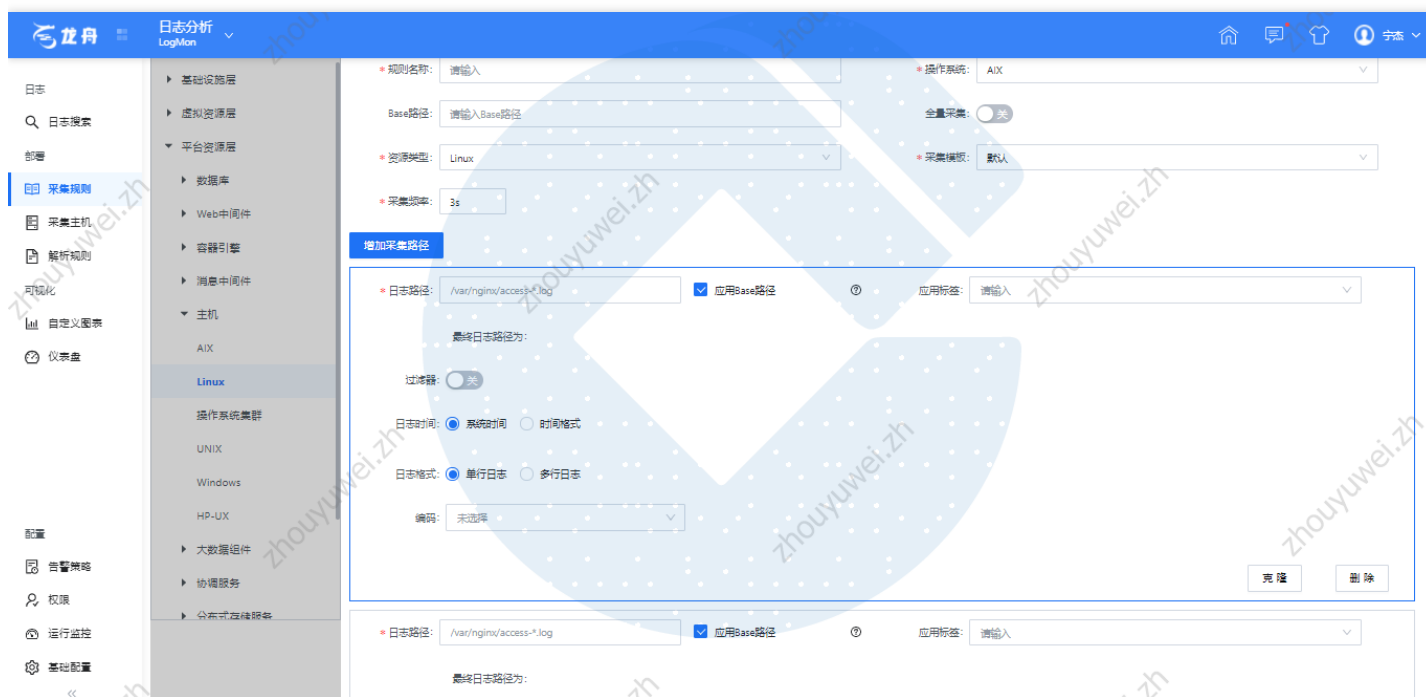 龙舟
日志分析
LogMon
宁杰
日志
日志搜索
部署
采集规则
采集主机
解析规则
可视化
自定义图表
仪表盘
配置
告警策略
权限
运行监控
基础配置
基础设施层
虚拟资源层
平台资源层
数据库
Web中间件
容器引擎
消息中间件
主机
AIX
Linux
操作系统集群
UNIX
Windows
HP-UX
大数据组件
协调服务
分布式存储服务
* 规则名称: 请输入 * 操作系统: AIX
Base路径: 请输入Base路径 全量采集: 关
* 资源类型: Linux * 采集模板: 默认
* 采集频率: 3s
增加采集路径
* 日志路径: /var/nginx/access-*.log 应用Base路径 应用标签: 请输入
最终日志路径为:
过滤器: 关
日志时间: 系统时间 时间格式
日志格式: 单行日志 多行日志
编码: 未选择
克隆 删除
* 日志路径: /var/nginx/access-*.log 应用Base路径 应用标签: 请输入
最终日志路径为:
zhouyuwei.zh